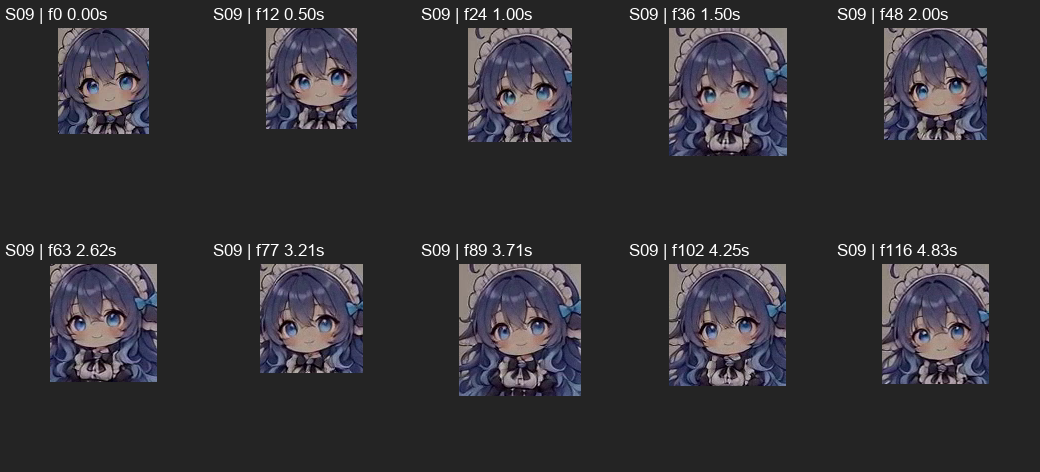 S09 | f0 0.00s
S09 | f12 0.50s
S09 | f24 1.00s
S09 | f36 1.50s
S09 | f48 2.00s
S09 | f63 2.62s
S09 | f77 3.21s
S09 | f89 3.71s
S09 | f102 4.25s
S09 | f116 4.83s